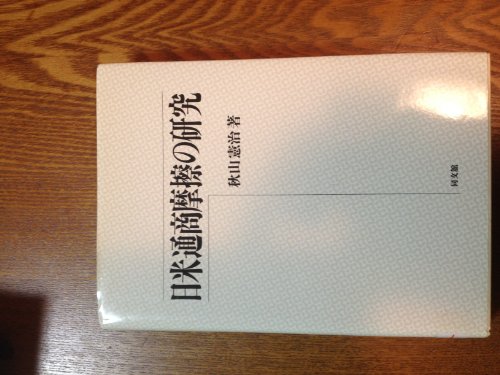 日米通商摩擦の研究
秋山憲治 著
同文舘